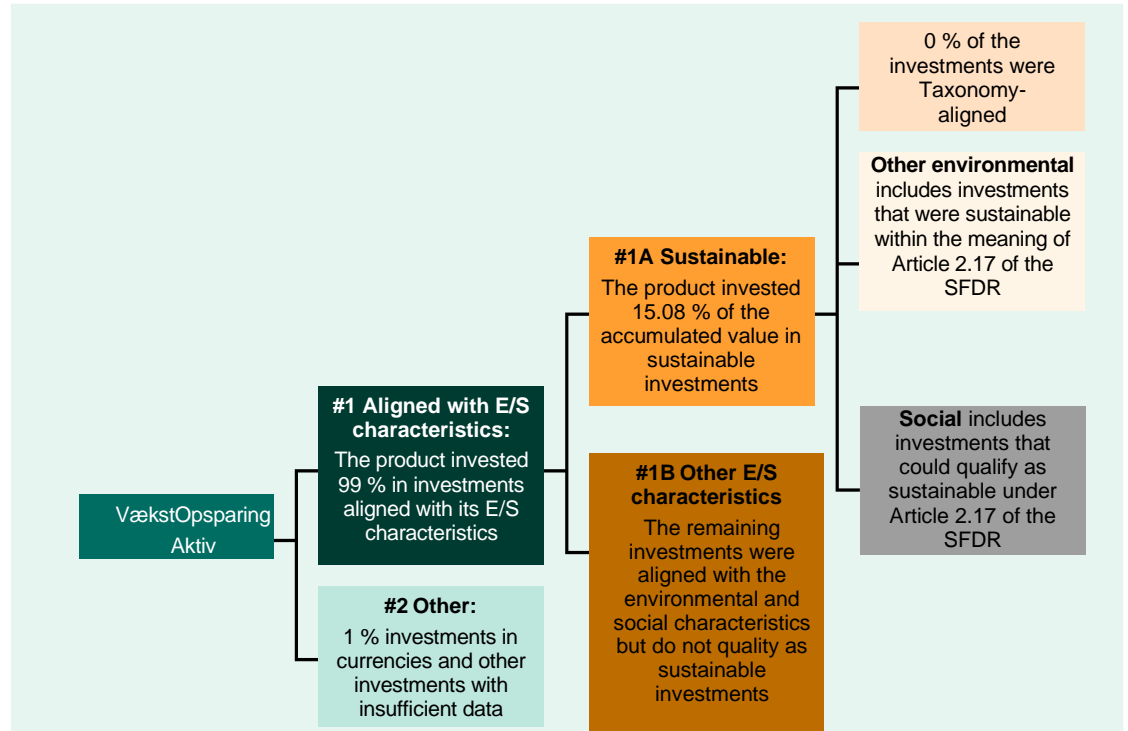 VækstOpsparing
Aktiv
#1 Aligned with E/S
characteristics:
The product invested
99 % in investments
aligned with its E/S
characteristics
#2 Other:
1 % investments in
currencies and other
investments with
insufficient data
#1A Sustainable:
The product invested
15.08 % of the
accumulated value in
sustainable
investments
#1B Other E/S
characteristics
The remaining
investments were
aligned with the
environmental and
social characteristics
but do not quality as
sustainable
investments
0 % of the
investments were
Taxonomy-
aligned
Other environmental
includes investments
that were sustainable
within the meaning of
Article 2.17 of the
SFDR
Social includes
investments that
could qualify as
sustainable under
Article 2.17 of the
SFDR